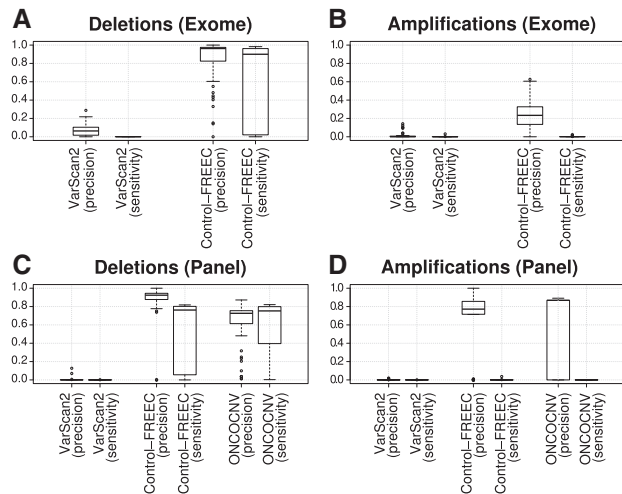 A
Deletions (Exome)
1.0
0.8
0.6
0.4
0.2
0.0
VarScan2
(precision)
VarScan2
(sensitivity)
Control−FREEC
(precision)
Control−FREEC
(sensitivity)
B
Amplifications (Exome)
1.0
0.8
0.6
0.4
0.2
0.0
VarScan2
(precision)
VarScan2
(sensitivity)
Control−FREEC
(precision)
Control−FREEC
(sensitivity)
C
Deletions (Panel)
1.0
0.8
0.6
0.4
0.2
0.0
VarScan2
(precision)
VarScan2
(sensitivity)
Control−FREEC
(precision)
Control−FREEC
(sensitivity)
ONCOCNV
(precision)
ONCOCNV
(sensitivity)
D
Amplifications (Panel)
1.0
0.8
0.6
0.4
0.2
0.0
VarScan2
(precision)
VarScan2
(sensitivity)
Control−FREEC
(precision)
Control−FREEC
(sensitivity)
ONCOCNV
(precision)
ONCOCNV
(sensitivity)